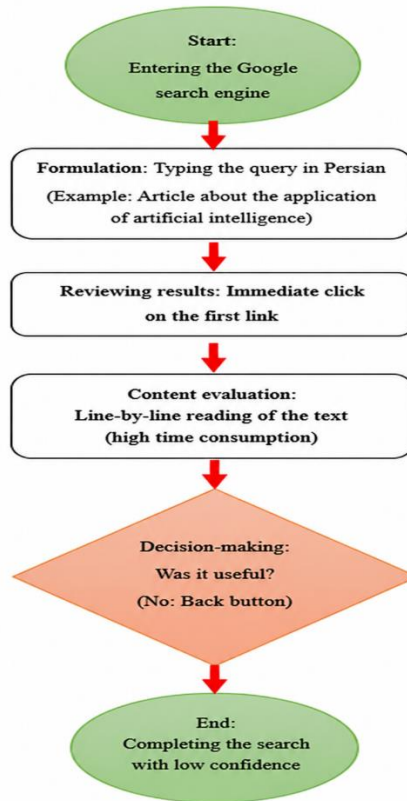 Start:
Entering the Google
search engine
Formulation: Typing the query in Persian
(Example: Article about the application
of artificial intelligence)
Reviewing results: Immediate click
on the first link
Content evaluation:
Line-by-line reading of the text
(high time consumption)
Decision-making:
Was it useful?
(No: Back button)
End:
Completing the search
with low confidence